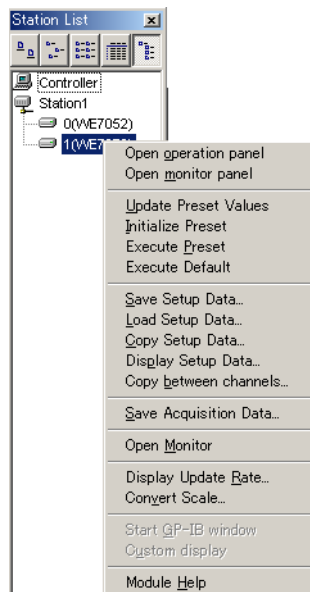 Station List
Controller
Station1
0(WE7052)
Open operation panel
Open monitor panel
Update Preset Values
Initialize Preset
Execute Preset
Execute Default
Save Setup Data...
Load Setup Data...
Copy Setup Data...
Display Setup Data...
Copy between channels...
Save Acquisition Data...
Open Monitor
Display Update Rate...
Convert Scale...
Start GP-IB window
Custom display
Module Help